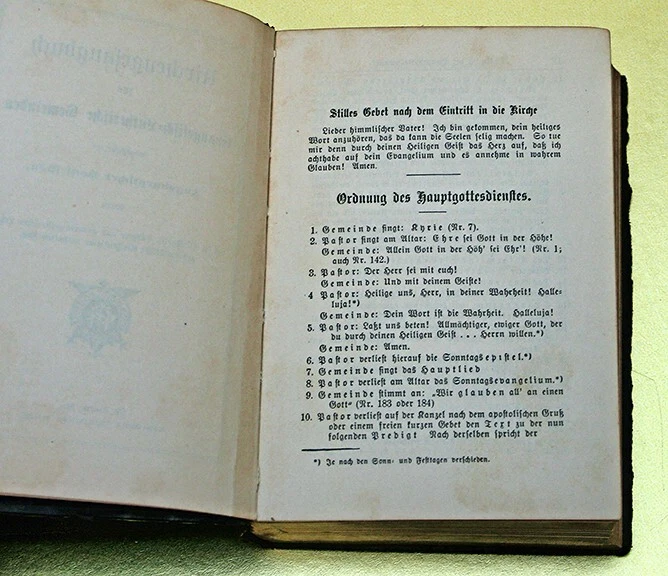 Stilles Gebet nach dem Eintritt in die Kirche
Lieber himmlischer Vater! Ich bin gekommen, dein heiliges
Wort anzuhören, das da kann die Seelen selig machen. So tue
mir denn durch deinen Heiligen Geist das Herz auf, daß ich
achthabe auf dein Evangelium und es annehme in wahrem
Glauben! Amen.
Ordnung des Hauptgottesdienstes.
1. Gemeinde singt: Kyrie (Nr. 7).
2. Pastor singt am Altar: Ehre sei Gott in der Höhe!
Gemeinde: Allein Gott in der Höh' sei Ehr'! (Nr. 1;
auch Nr. 142.)
3. Pastor: Der Herr sei mit euch!
Gemeinde: Und mit deinem Geiste!
4 Pastor: Heilige uns, Herr, in deiner Wahrheit! Halle-
luja!*)
Gemeinde: Dein Wort ist die Wahrheit. Halleluja!
5. Pastor: Laßt uns beten! Allmächtiger, ewiger Gott, der
du durch deinen Heiligen Geist ... Herrn willen.*)
Gemeinde: Amen.
6. Pastor verliest hierauf die Sonntagsepistel.*)
7. Gemeinde singt das Hauptlied
8. Pastor verliest am Altar das Sonntagsevangelium.*)
9. Gemeinde stimmt an: „Wir glauben all' an einen
Gott“ (Nr. 183 oder 184)
10. Pastor verliest auf der Kanzel nach dem apostolischen Gruß
oder einem freien kurzen Gebet den Text zu der nun
folgenden Predigt Nach derselben spricht der
*) Je nach den Sonn- und Festtagen verschieden.